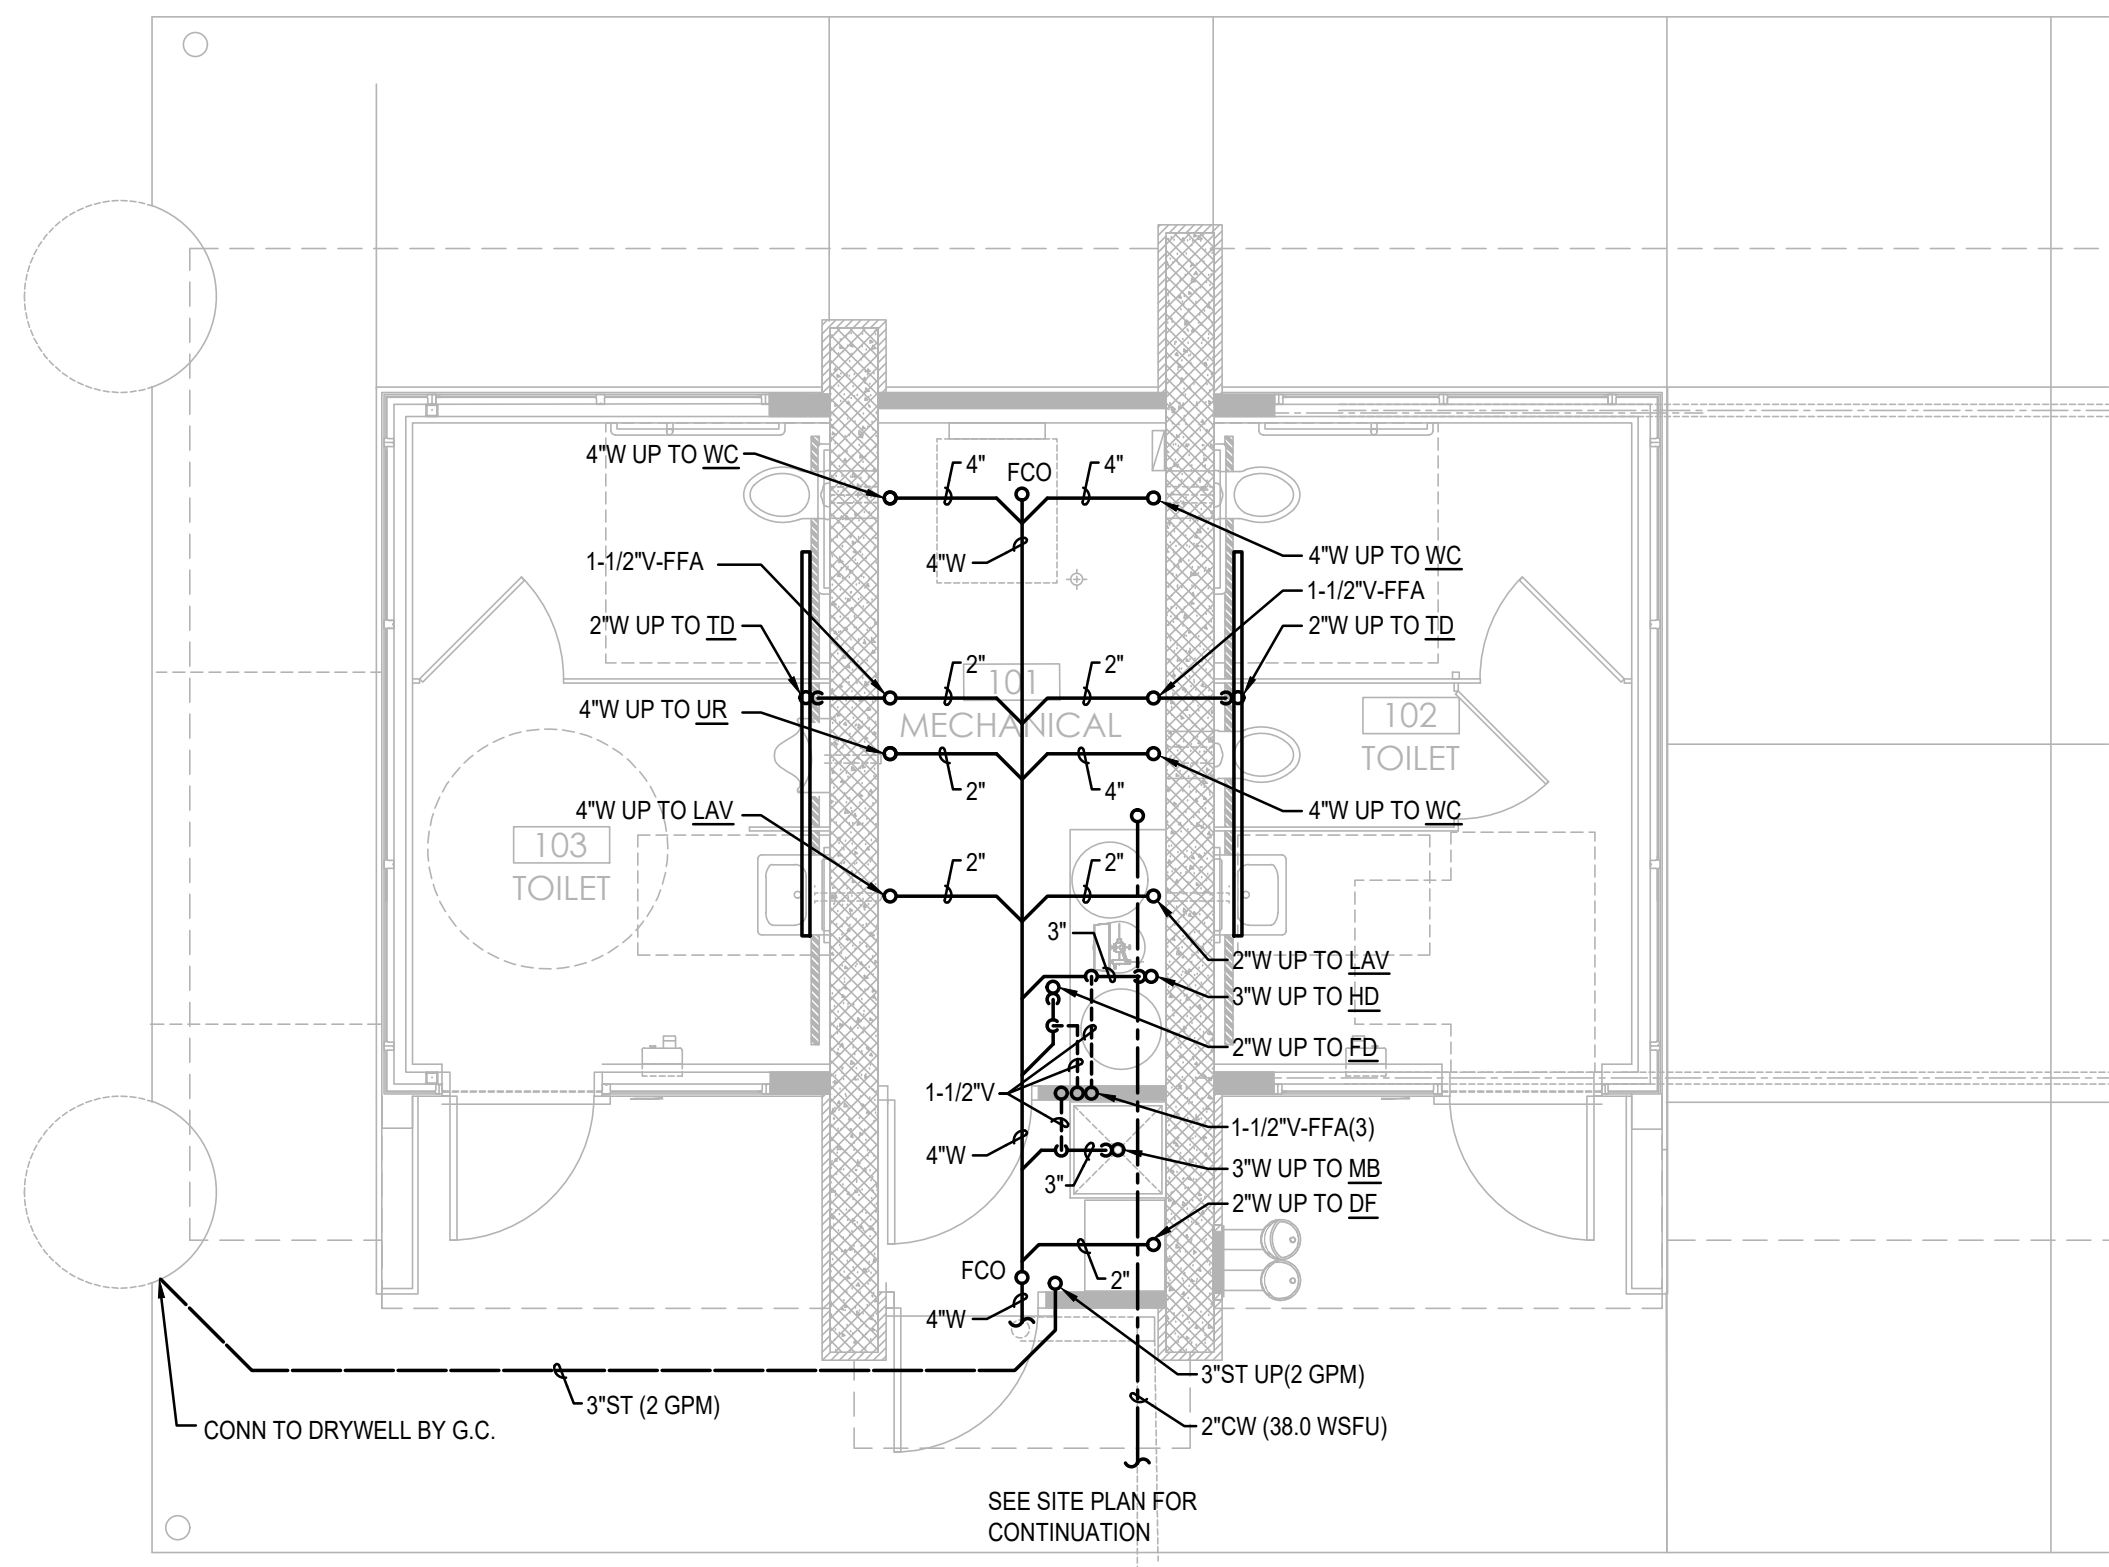 4"W UP TO WC
4"
FCO
4"
4"W
4"W UP TO WC
1-1/2"V-FFA
1-1/2"V-FFA
2"W UP TO TD
2"W UP TO TD
2"
2"
101
MECHANICAL
4"W UP TO UR
102
TOILET
2"
4"
4"W UP TO LAV
4"W UP TO WC
103
TOILET
2"
2"
3"
2"W UP TO LAV
3"W UP TO HD
2"W UP TO FD
1-1/2"V
1-1/2"V-FFA(3)
4"W
3"W UP TO MB
3"
2"W UP TO DF
FCO
2"
4"W
3"ST UP(2 GPM)
3"ST (2 GPM)
2"CW (38.0 WSFU)
CONN TO DRYWELL BY G.C.
SEE SITE PLAN FOR
CONTINUATION